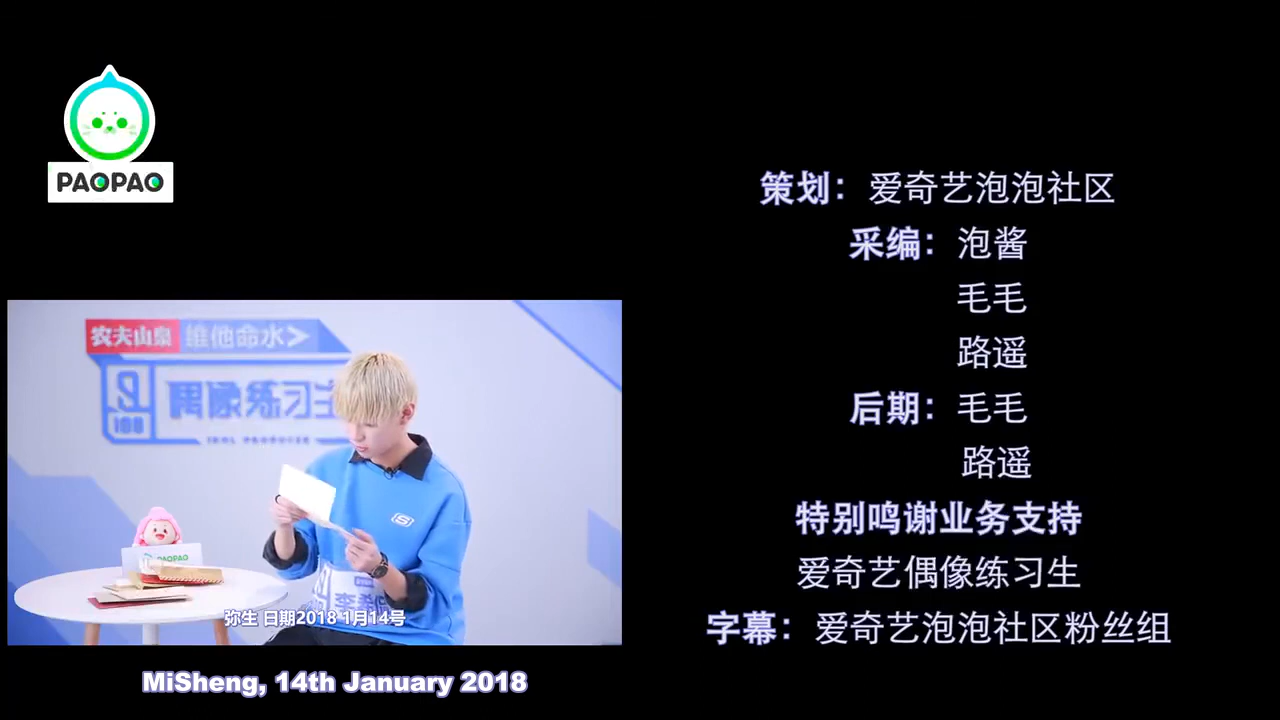 PAOPAO
策划：爱奇艺泡泡社区
采编：泡酱
毛毛
路遥
后期：毛毛
路遥
特别鸣谢业务支持
爱奇艺偶像练习生
字幕：爱奇艺泡泡社区粉丝组
农夫山泉 维他命水
100
偶像练习生
IDOL PRODUCER
PAOPAO
弥生 日期2018 1月14号
MiSheng, 14th January 2018